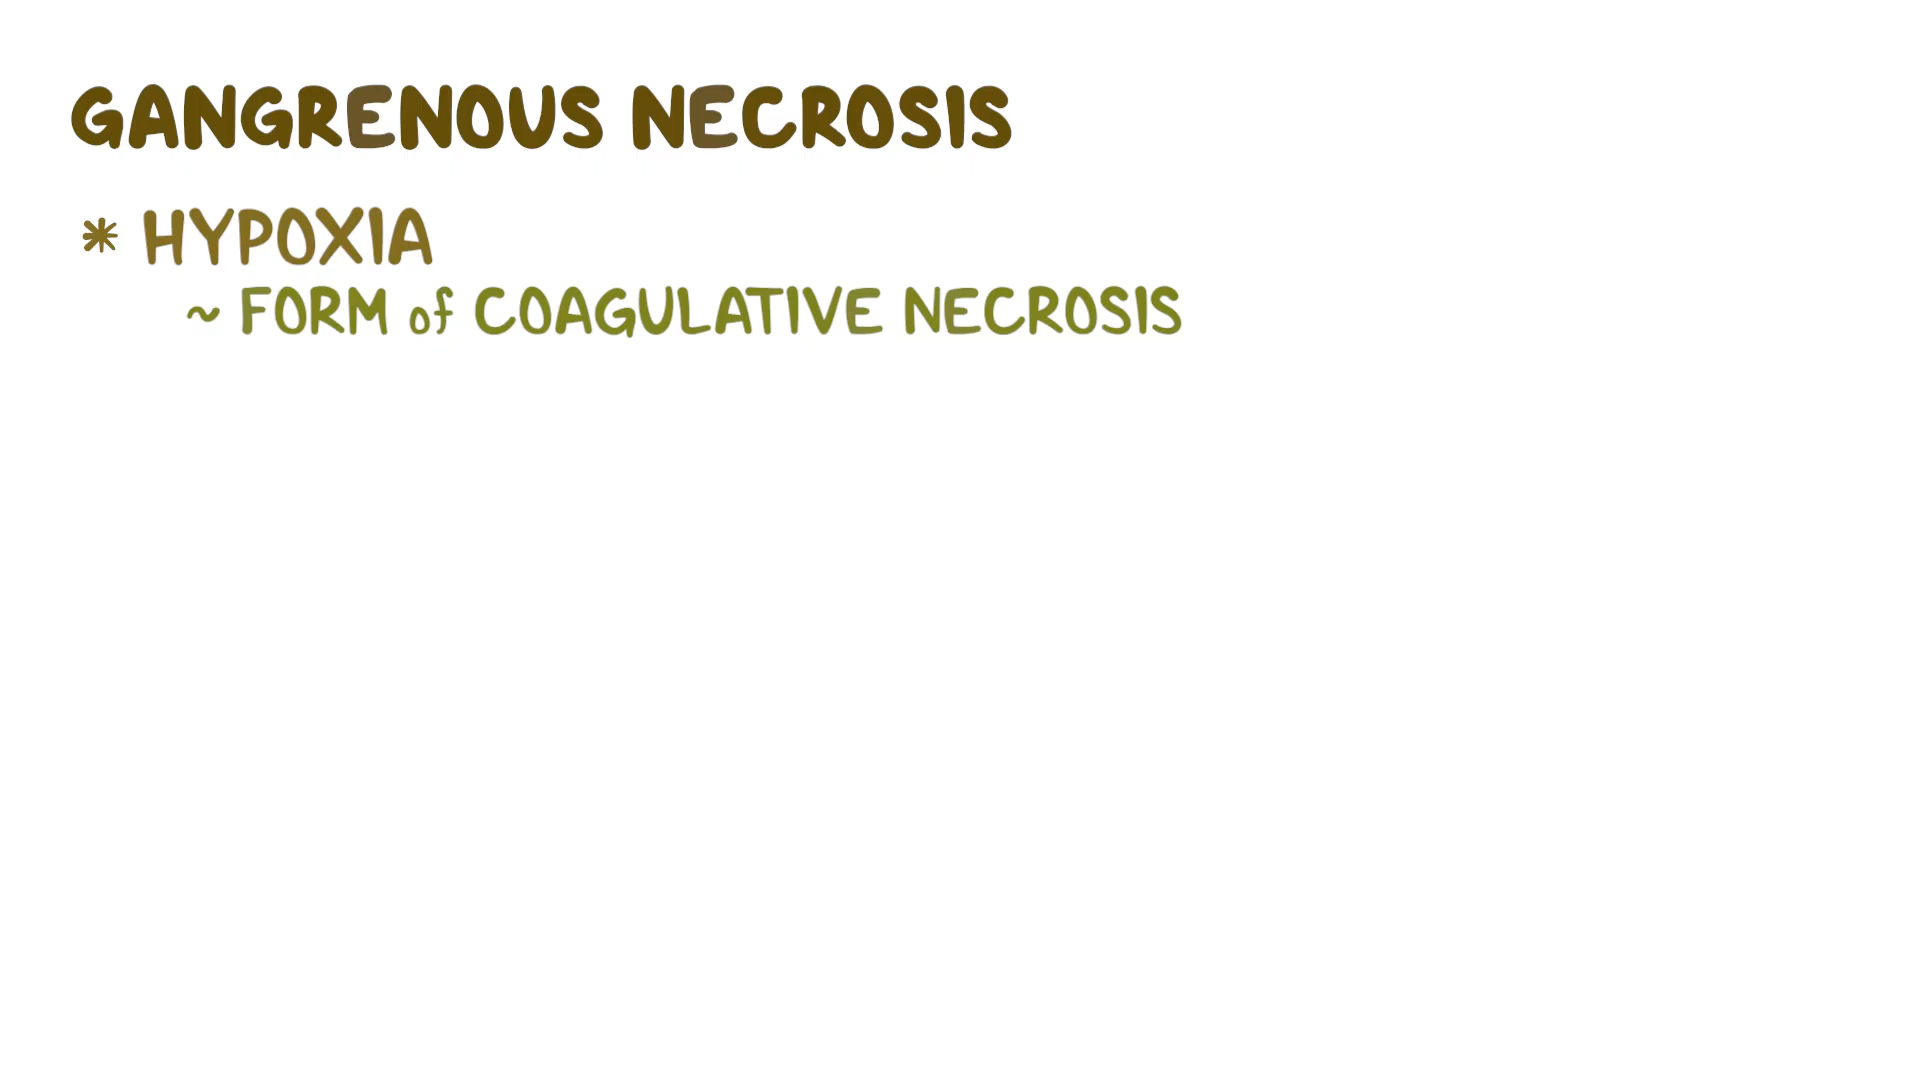 GANGRENOUS NECROSIS
* HYPOXIA
~ FORM of COAGULATIVE NECROSIS